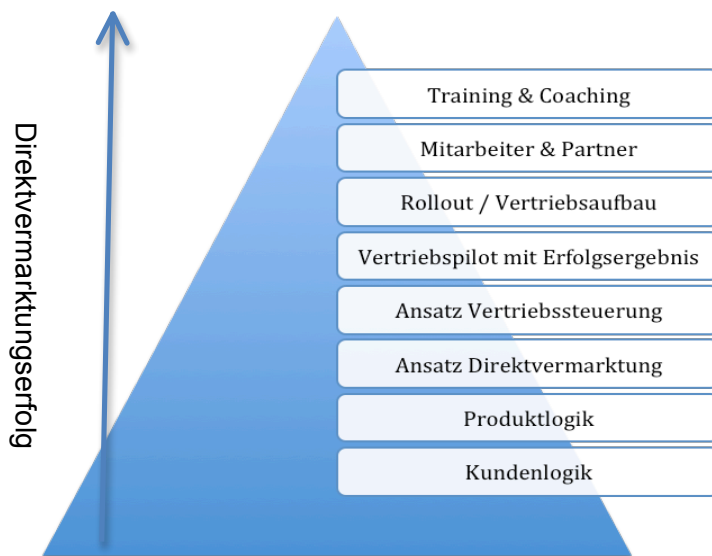 Direktvermarktungserfolg
Training & Coaching
Mitarbeiter & Partner
Rollout / Vertriebsaufbau
Vertriebspilot mit Erfolgsergebnis
Ansatz Vertriebssteuerung
Ansatz Direktvermarktung
Produktlogik
Kundenlogik